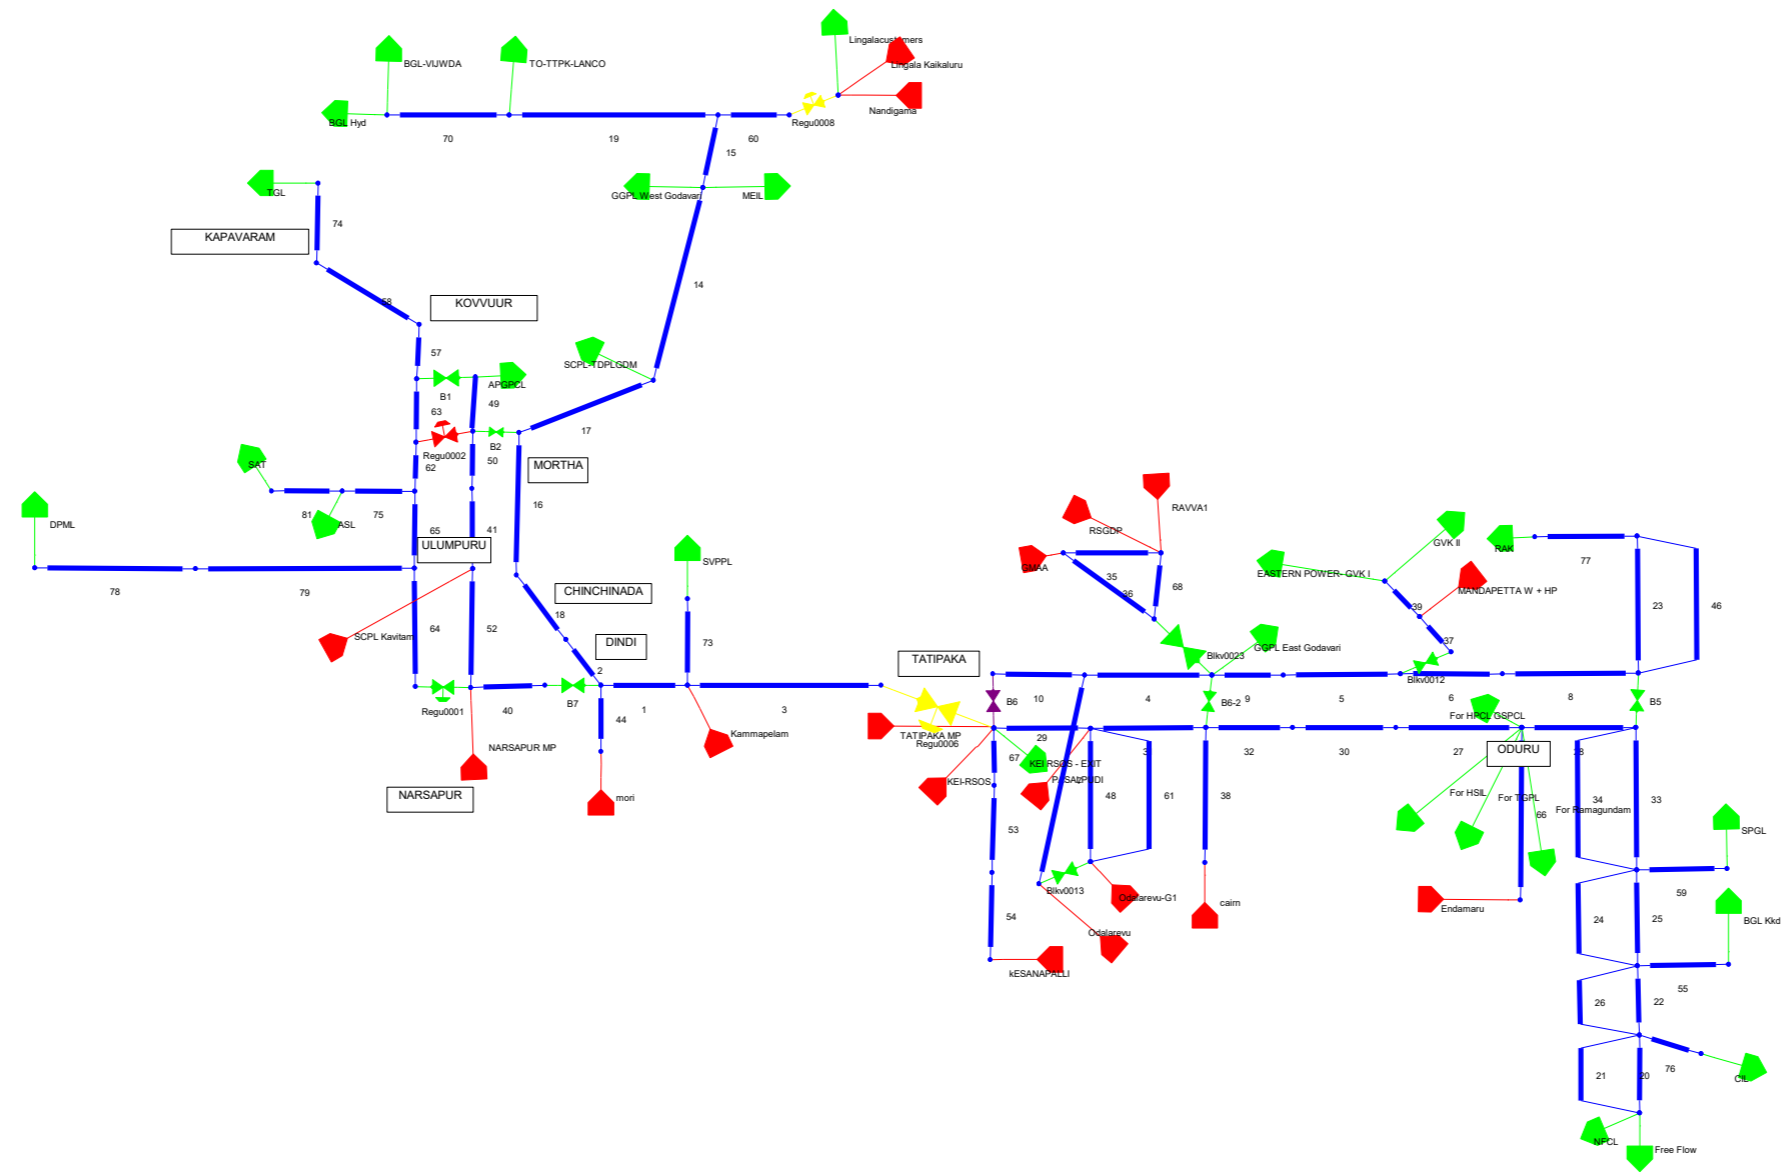 Lingalacustomers
BGL-VIJWDA
TO-TTPK-LANCO
Lingala Kaikaluru
Nandigama
BGL Hyd
Regu0008
70
19
60
15
TGL
GGPL West Godavari
MEIL
74
KAPAVARAM
14
58
KOVVUUR
57
SCPL-TDPLGDM
APGPCL
B1
49
63
17
Regu0002
B2
50
62
SAT
MORTHA
RAVVA1
16
81
75
ASL
RSGDP
GVK II
DPML
65
41
RAK
ULUMPURU
SVPPL
GMAA
35
EASTERN POWER- GVK I
77
78
79
CHINCHINADA
36
68
MANDAPETTA W + HP
39
23
46
18
64
52
SCPL Kavitam
DINDI
73
GGPL East Godavari
37
TATIPAKA
Blkv0023
2
Blkv0012
Regu0001
40
B7
44
1
3
B6
10
4
B6-2
9
5
6
8
B5
For HPCL GSPCL
NARSAPUR MP
Kammapelam
TATIPAKA MP
Regu0006
29
67
KEI RSOS - EXIT
32
30
27
ODURU
28
KEI-RSOS
PASALPUDI
NARSAPUR
mori
48
61
38
For HSIL
For TGPL
For Ramagundam
34
33
66
53
SPGL
Blkv0013
Odalarevu-G1
59
cairn
Endamaru
54
24
25
BGL Kkd
Odalarevu
kESANAPALLI
55
26
22
21
20
76
CIL
NFCL
Free Flow